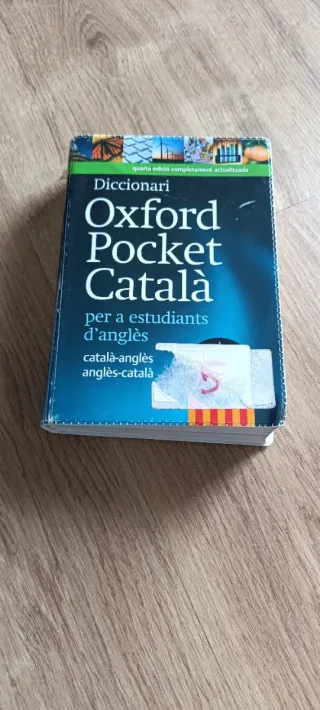 quarta edició completament actualitzada
Diccionari
Oxford
Pocket
Català
per a estudiants
d'anglès
català-anglès
anglès-català